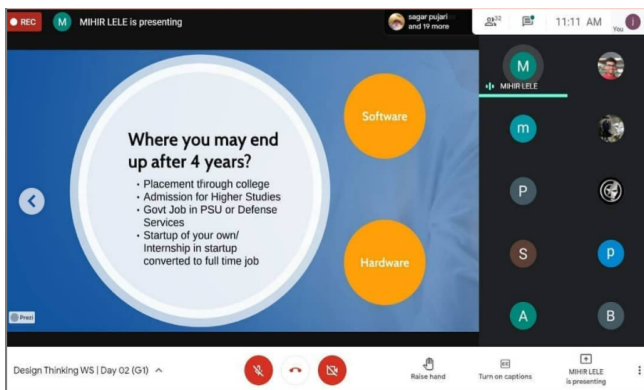 REC
M
MIHIR LELE is presenting
sagar pujari
and 19 more
32
11:11 AM
You
j
Where you may end
up after 4 years?
• Placement through college
• Admission for Higher Studies
• Govt Job in PSU or Defense
Services
• Startup of your own/
Internship in startup
converted to full time job
Software
Hardware
Prezi
M
MIHIR LELE
m
P
S
P
A
B
Design Thinking WS | Day 02 (G1)
Raise hand
Turn on captions
MIHIR LELE
is presenting